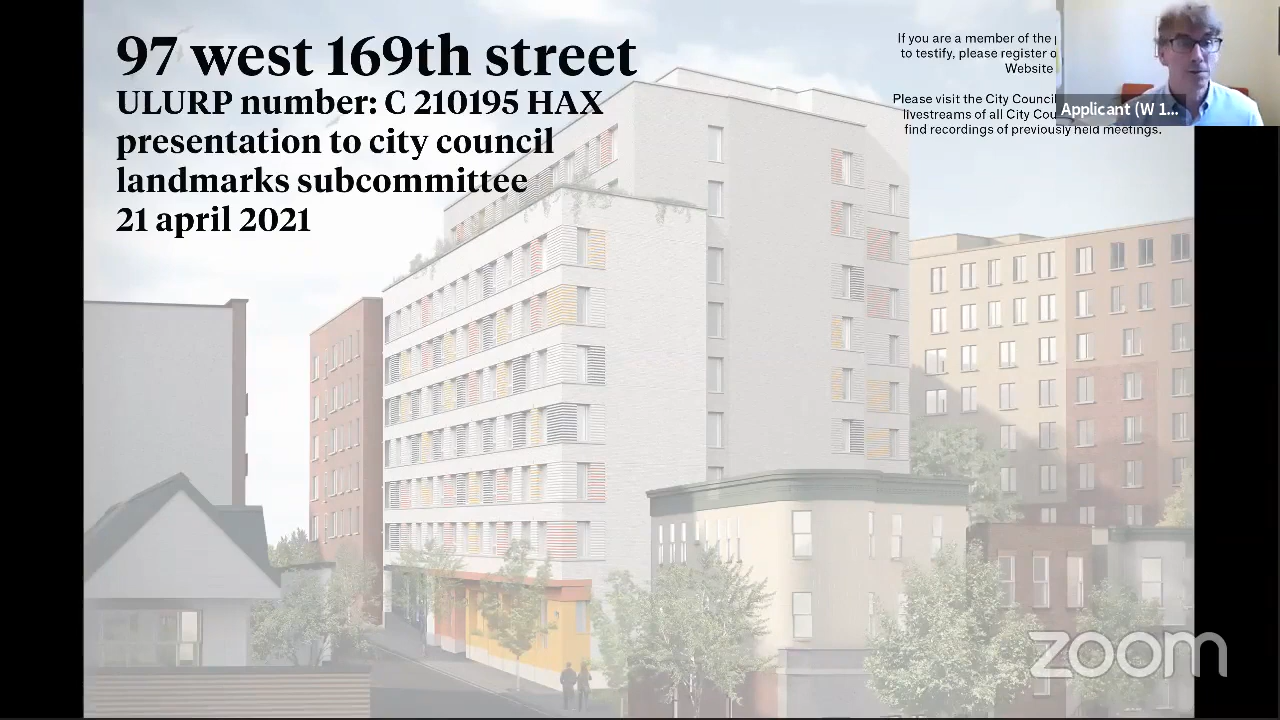 97 west 169th street
ULURP number: C 210195 HAX
presentation to city council
landmarks subcommittee
21 april 2021
If you are a member of the
to testify, please register
Website
Please visit the City
livestreams of all City
find recordings of previously held meetings.
Applicant (W 1...
zoom